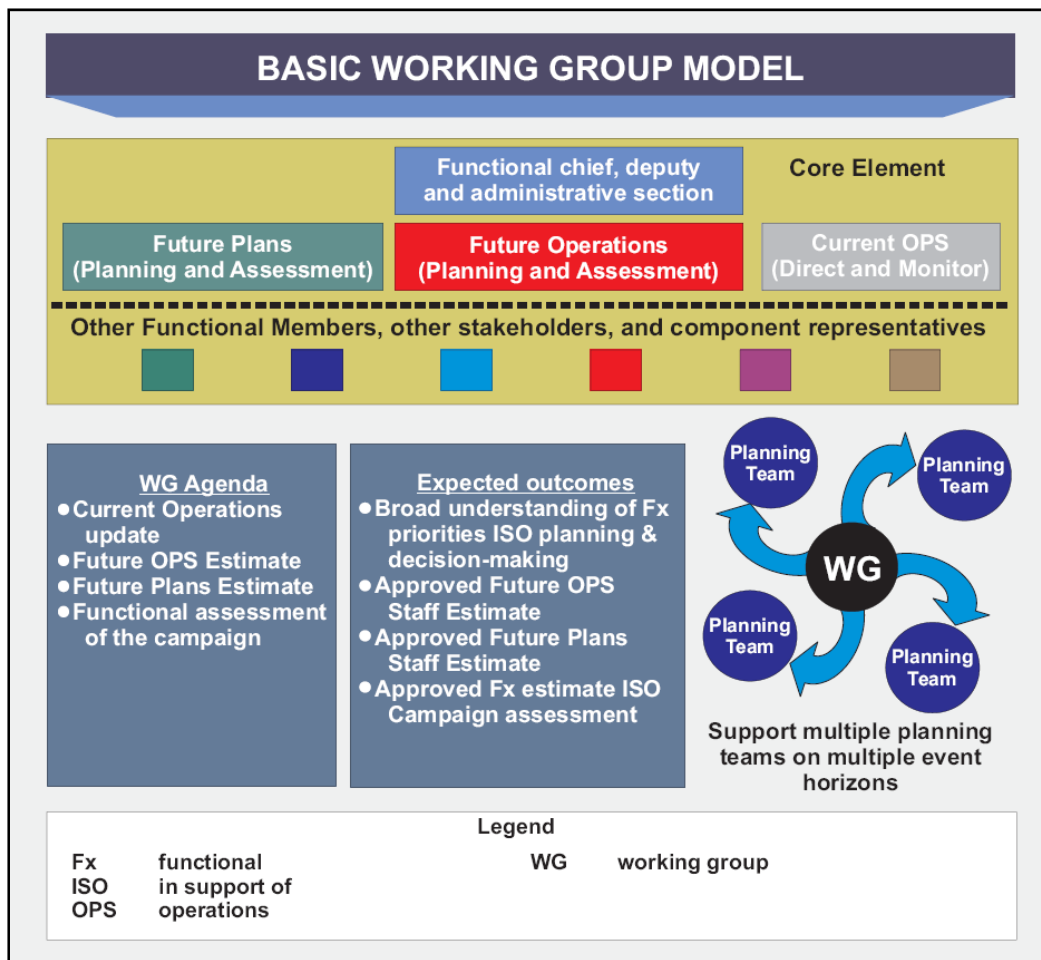 BASIC WORKING GROUP MODEL
Functional chief, deputy
and administrative section
Core Element
Future Plans
(Planning and Assessment)
Future Operations
(Planning and Assessment)
Current OPS
(Direct and Monitor)
Other Functional Members, other stakeholders, and component representatives
WG Agenda
●Current Operations
update
●Future OPS Estimate
●Future Plans Estimate
●Functional assessment
of the campaign
Expected outcomes
●Broad understanding of Fx
priorities ISO planning &
decision-making
●Approved Future OPS
Staff Estimate
●Approved Future Plans
Staff Estimate
●Approved Fx estimate ISO
Campaign assessment
Planning
Team
Planning
Team
WG
Planning
Team
Planning
Team
Support multiple planning
teams on multiple event
horizons
Legend
Fx functional
ISO in support of
OPS operations
WG working group